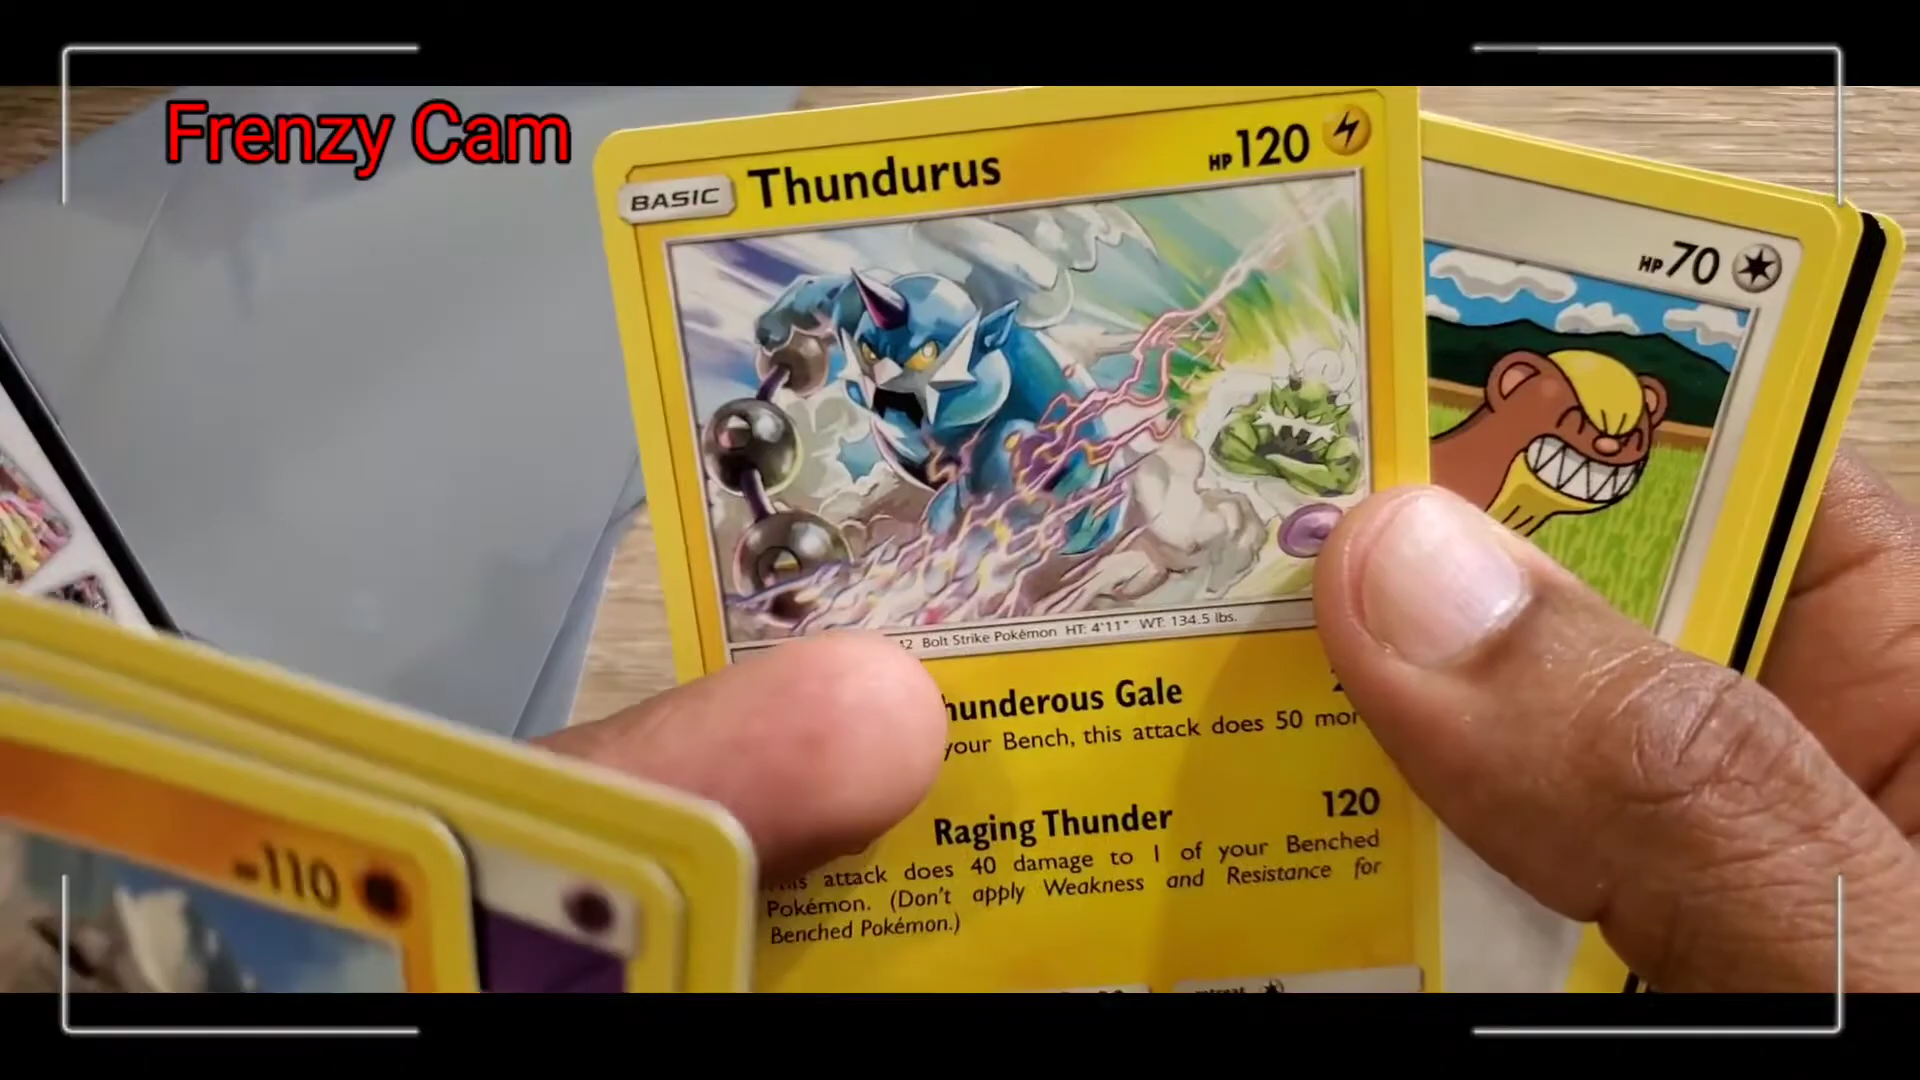 Frenzy Cam
BASIC Thundurus HP 120
HP 70
Bolt Strike Pokémon HT: 4'11" WT: 134.5 lbs.
hunderous Gale
your Bench, this attack does 50 mor
Raging Thunder 120
attack does 40 damage to 1 of your Benched
Pokémon. (Don't apply Weakness and Resistance for
Benched Pokémon.)
110